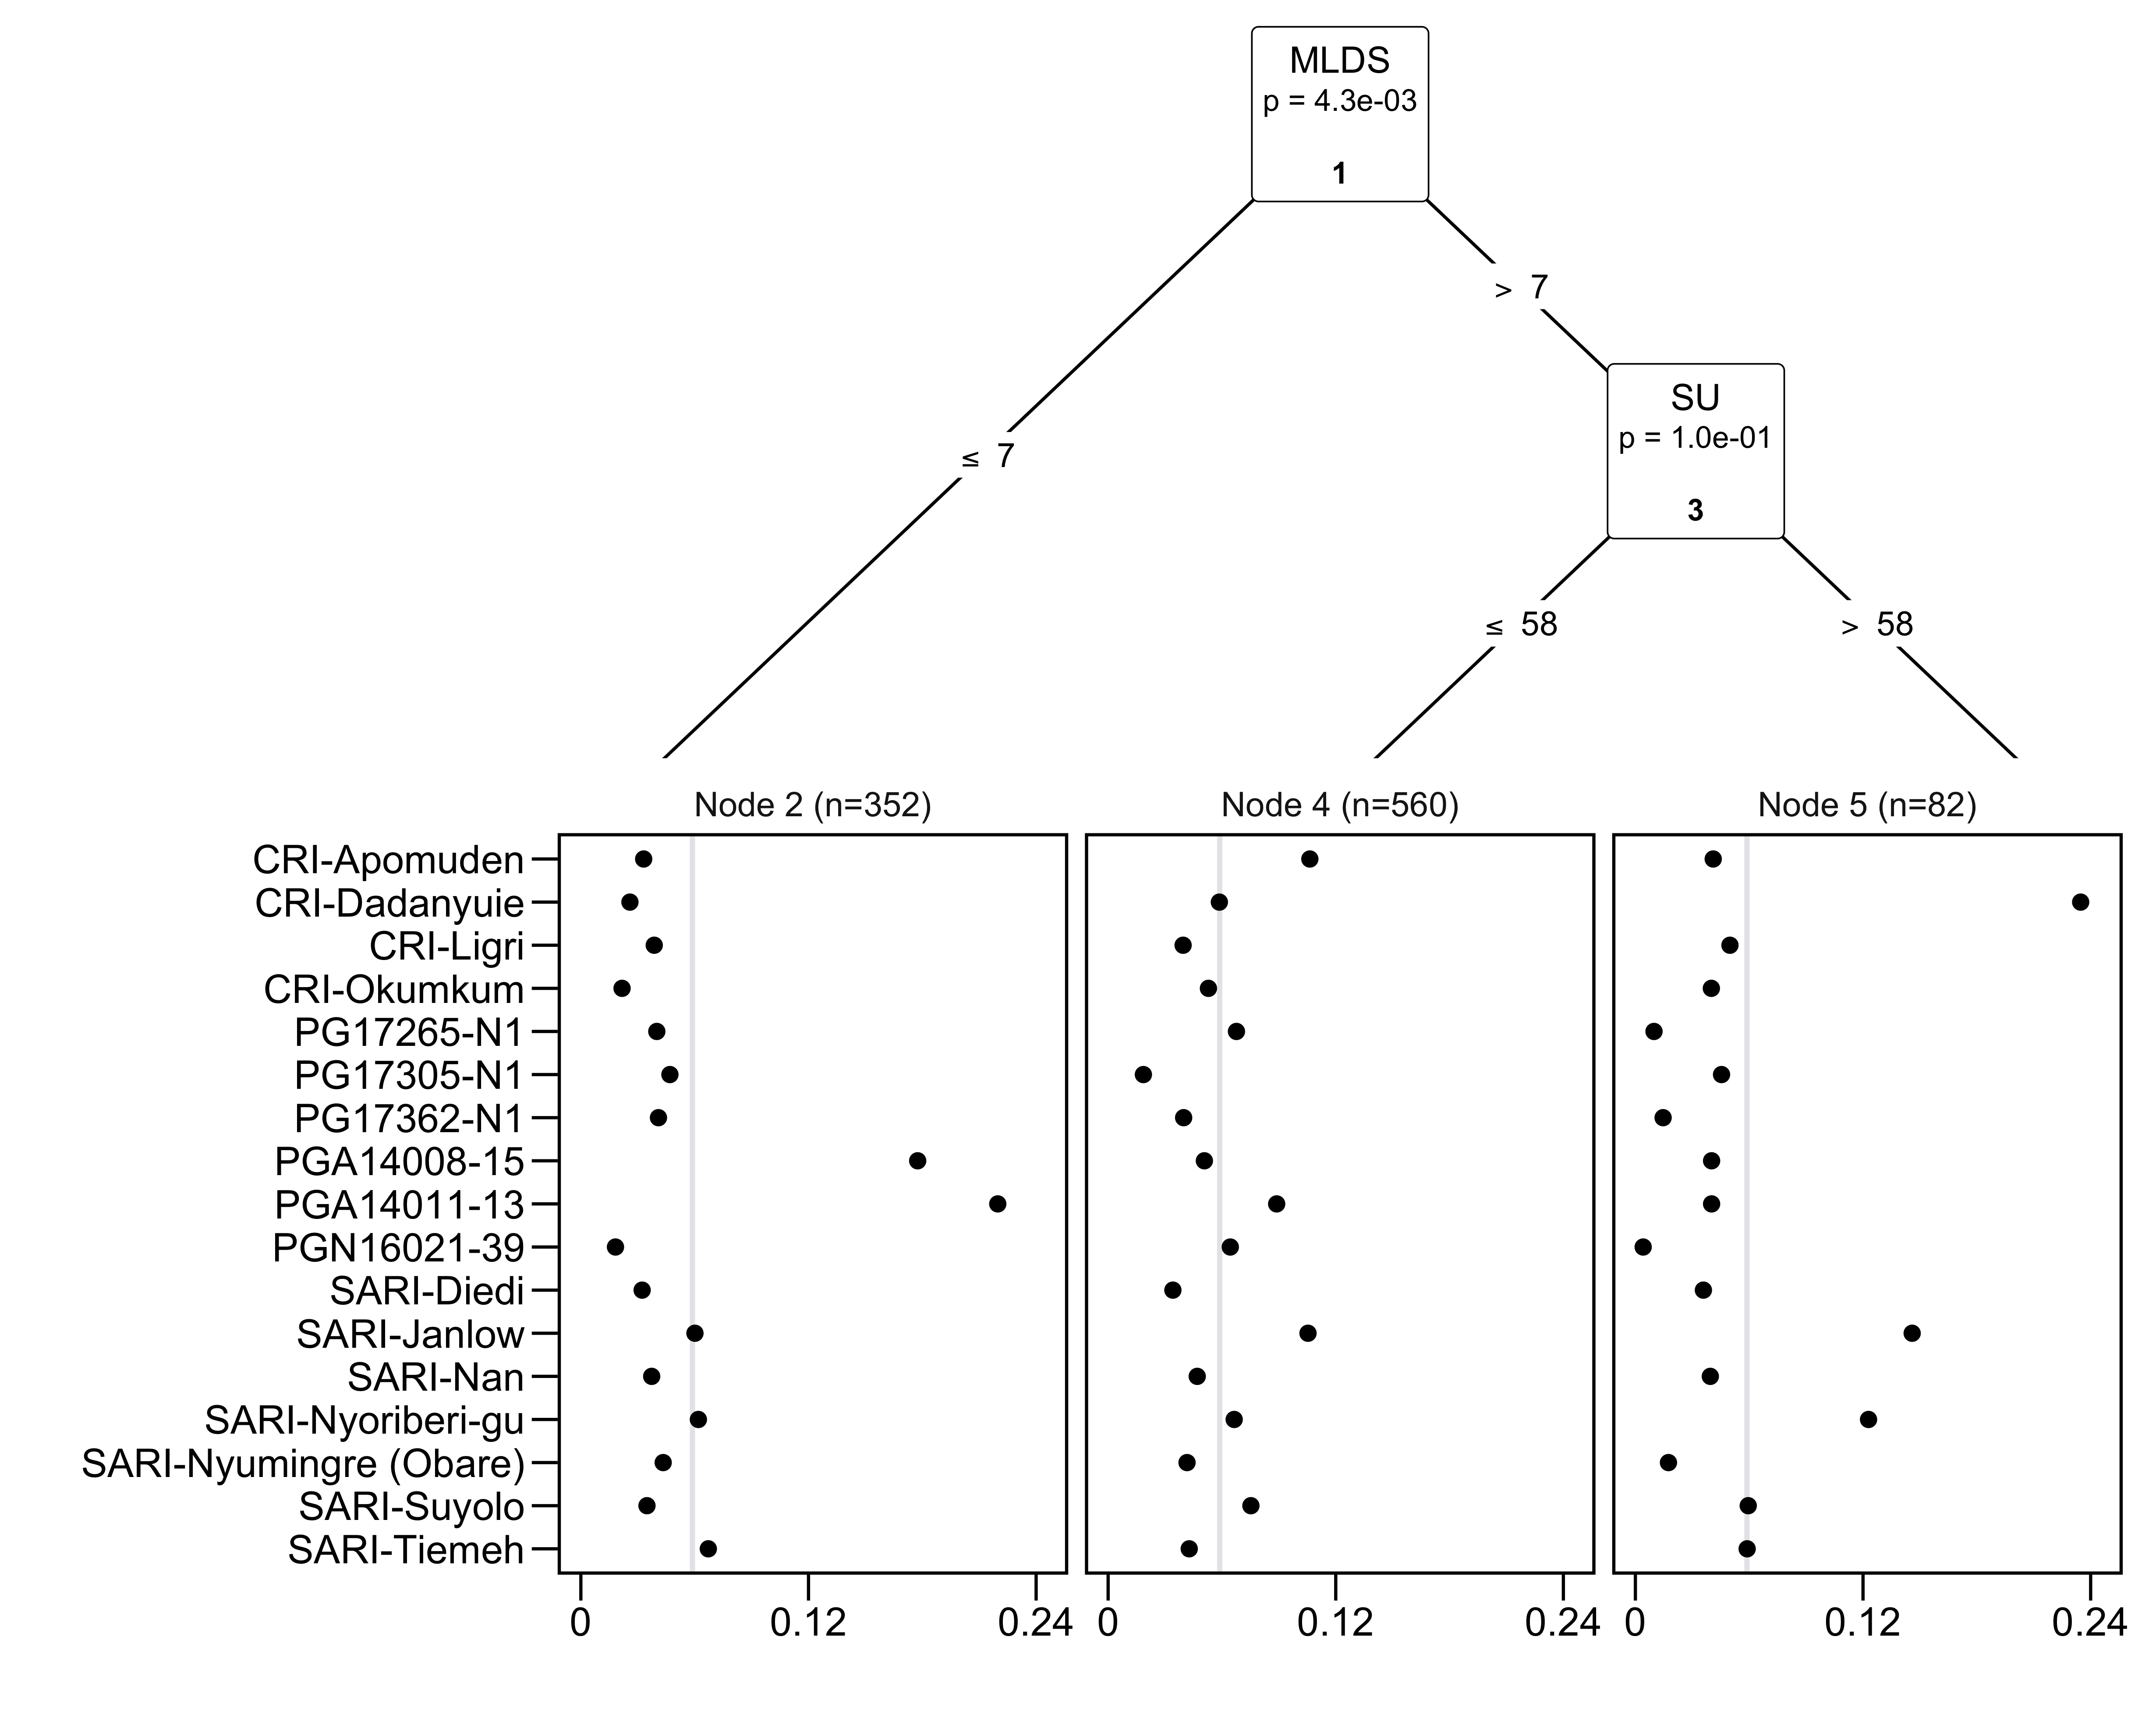 MLDS
p = 4.3e-03
1
> 7
SU
p = 1.0e-01
3
≤ 7
≤ 58
> 58
Node 2 (n=352)
Node 4 (n=560)
Node 5 (n=82)
CRI-Apomuden
CRI-Dadanyuie
CRI-Ligri
CRI-Okumkum
PG17265-N1
PG17305-N1
PG17362-N1
PGA14008-15
PGA14011-13
PGN16021-39
SARI-Diedi
SARI-Janlow
SARI-Nan
SARI-Nyoriberi-gu
SARI-Nyumingre (Obare)
SARI-Suyolo
SARI-Tiemeh
0 0.12 0.24
0 0.12 0.24
0 0.12 0.24